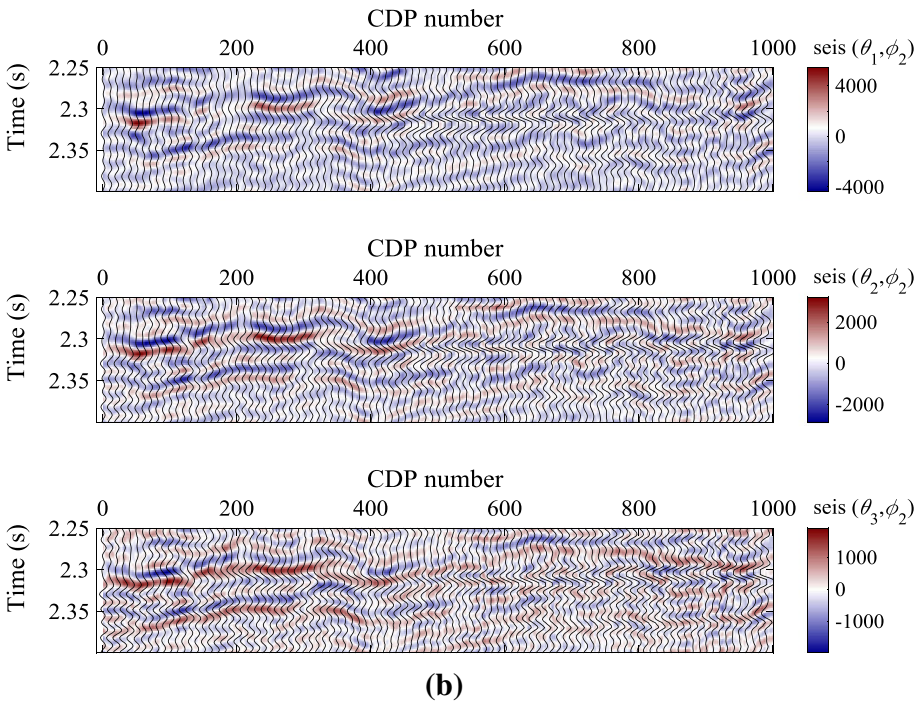 CDP number
0 200 400 600 800 1000
seis (θ1,ϕ2)
Time (s)
2.25
2.3
2.35
4000
0
-4000
CDP number
0 200 400 600 800 1000
seis (θ2,ϕ2)
Time (s)
2.25
2.3
2.35
2000
0
-2000
CDP number
0 200 400 600 800 1000
seis (θ3,ϕ2)
Time (s)
2.25
2.3
2.35
1000
0
-1000
(b)